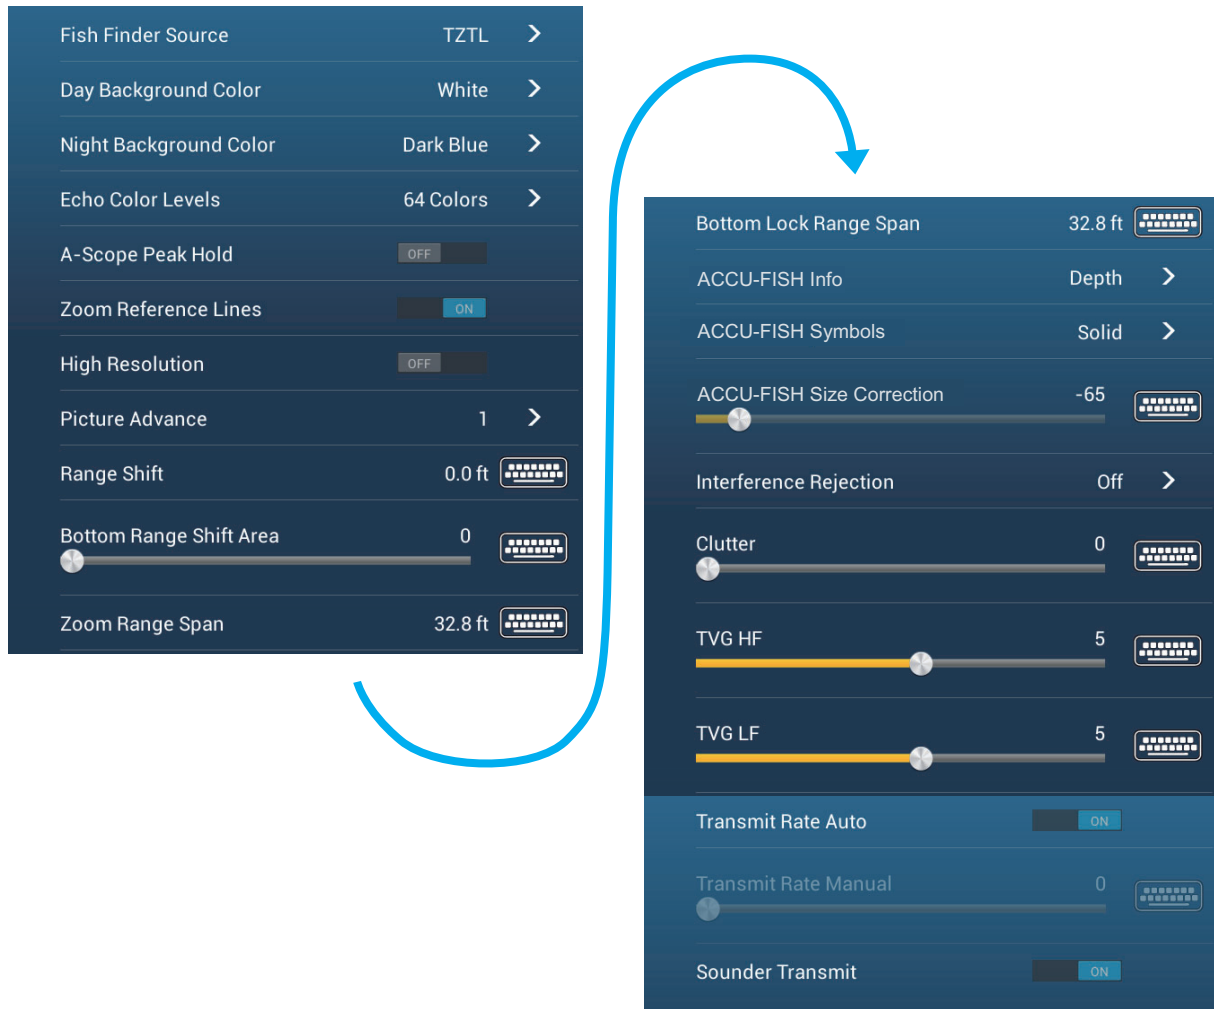 Fish Finder Source TZTL
Day Background Color White
Night Background Color Dark Blue
Echo Color Levels 64 Colors
A-Scope Peak Hold OFF
Zoom Reference Lines ON
High Resolution OFF
Picture Advance 1
Range Shift 0.0 ft
Bottom Range Shift Area 0
Zoom Range Span 32.8 ft
Bottom Lock Range Span 32.8 ft
ACCU-FISH Info Depth
ACCU-FISH Symbols Solid
ACCU-FISH Size Correction -65
Interference Rejection Off
Clutter 0
TVG HF 5
TVG LF 5
Transmit Rate Auto ON
Transmit Rate Manual 0
Sounder Transmit ON